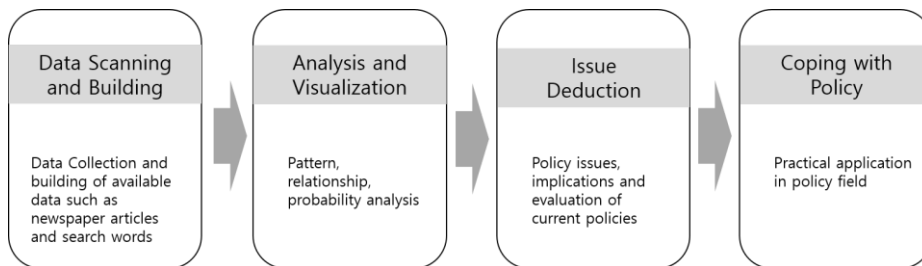 Data Scanning
and Building
Data Collection and
building of available
data such as
newspaper articles
and search words
Analysis and
Visualization
Pattern,
relationship,
probability analysis
Issue
Deduction
Policy issues,
implications and
evaluation of
current policies
Coping with
Policy
Practical application
in policy field